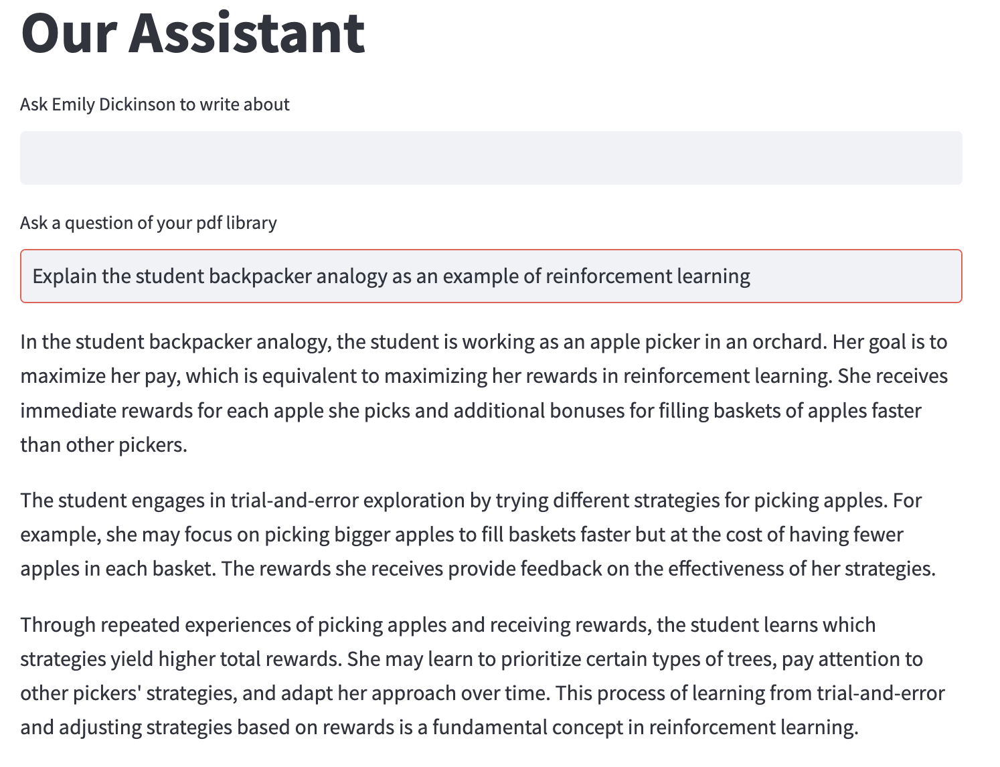 Our Assistant
Ask Emily Dickinson to write about
Ask a question of your pdf library
Explain the student backpacker analogy as an example of reinforcement learning
In the student backpacker analogy, the student is working as an apple picker in an orchard. Her goal is to
maximize her pay, which is equivalent to maximizing her rewards in reinforcement learning. She receives
immediate rewards for each apple she picks and additional bonuses for filling baskets of apples faster
than other pickers.
The student engages in trial-and-error exploration by trying different strategies for picking apples. For
example, she may focus on picking bigger apples to fill baskets faster but at the cost of having fewer
apples in each basket. The rewards she receives provide feedback on the effectiveness of her strategies.
Through repeated experiences of picking apples and receiving rewards, the student learns which
strategies yield higher total rewards. She may learn to prioritize certain types of trees, pay attention to
other pickers' strategies, and adapt her approach over time. This process of learning from trial-and-error
and adjusting strategies based on rewards is a fundamental concept in reinforcement learning.